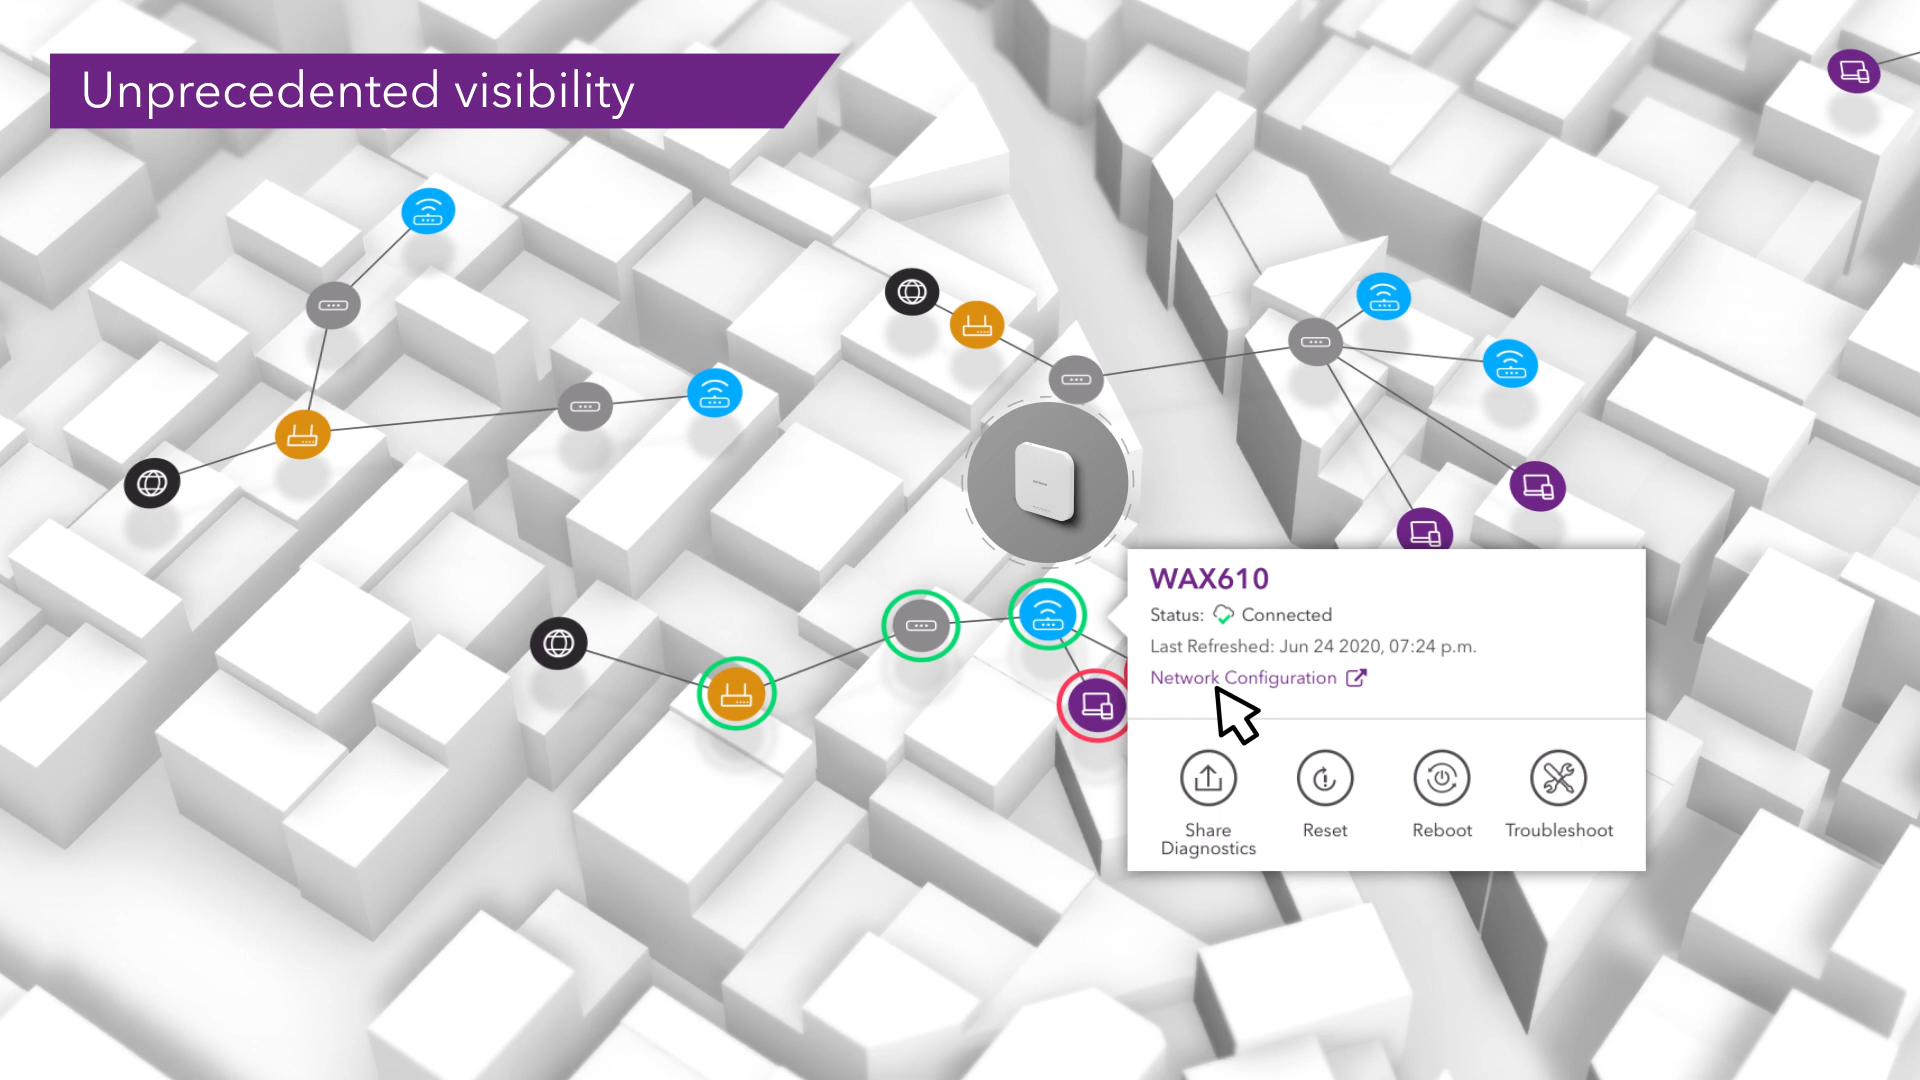 Unprecedented visibility
WAX610
Status: Connected
Last Refreshed: Jun 24 2020, 07:24 p.m.
Network Configuration
Share
Diagnostics
Reset
Reboot
Troubleshoot